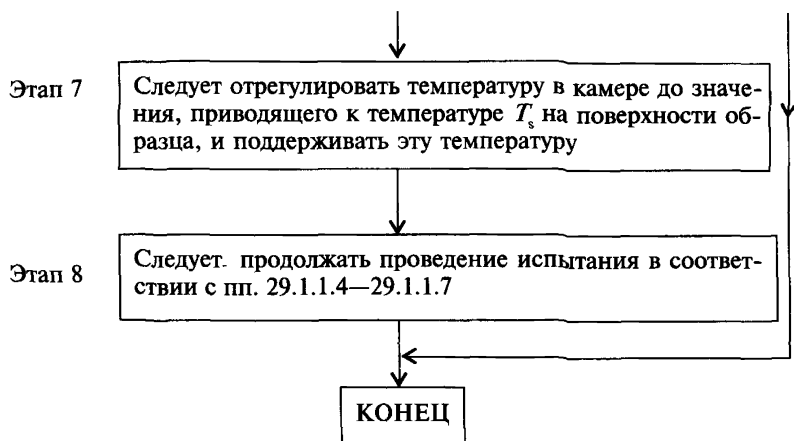 Этап 7
Следует отрегулировать температуру в камере до значе-
ния, приводящего к температуре Tₛ на поверхности об-
разца, и поддерживать эту температуру
Этап 8
Следует. продолжать проведение испытания в соответ-
ствии с пп. 29.1.1.4—29.1.1.7
КОНЕЦ